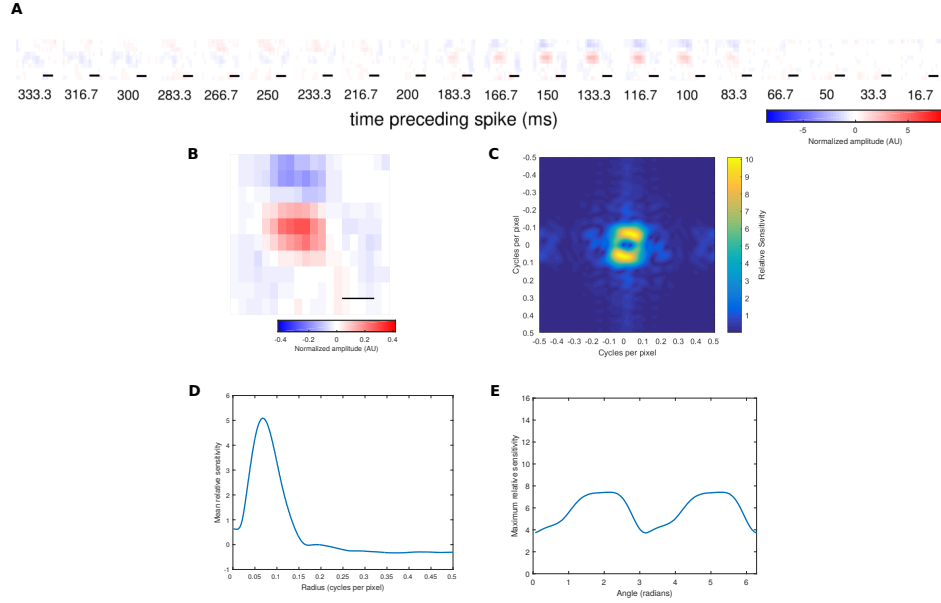 A
333.3 316.7 300 283.3 266.7 250 233.3 216.7 200 183.3 166.7 150 133.3 116.7 100 83.3 66.7 50 33.3 16.7
time preceding spike (ms)
-5 0 5
Normalized amplitude (AU)
B
-0.4 -0.2 0 0.2 0.4
Normalized amplitude (AU)
C
-0.5
-0.4
-0.3
-0.2
-0.1
0
0.1
0.2
0.3
0.4
0.5
Cycles per pixel
-0.5 -0.4 -0.3 -0.2 -0.1 0 0.1 0.2 0.3 0.4 0.5
Cycles per pixel
10
9
8
7
6
5
4
3
2
1
Relative Sensitivity
D
6
5
4
3
2
1
0
-1
Mean relative sensitivity
0 0.05 0.1 0.15 0.2 0.25 0.3 0.35 0.4 0.45 0.5
Radius (cycles per pixel)
E
16
14
12
10
8
6
4
2
0
Maximum relative sensitivity
0 1 2 3 4 5 6
Angle (radians)